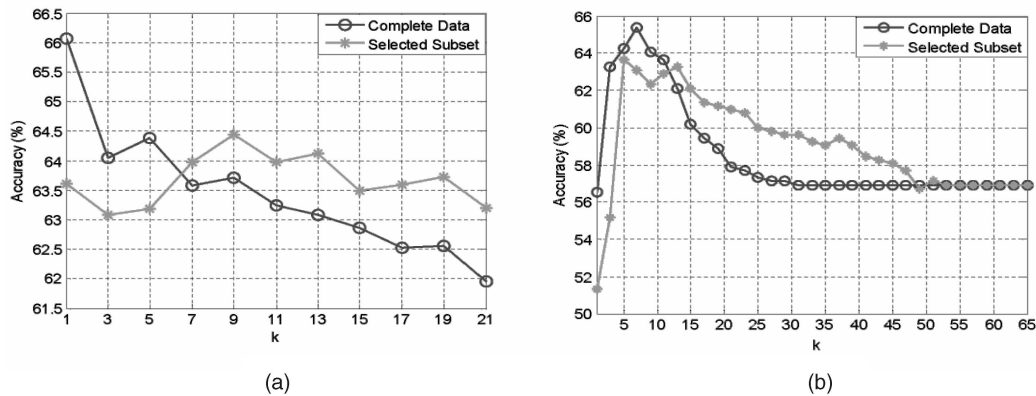 66.5
66
65.5
65
64.5
64
63.5
63
62.5
62
61.5
Accuracy (%)
1 3 5 7 9 11 13 15 17 19 21
k
Complete Data
Selected Subset
(a)
66
64
62
60
58
56
54
52
50
Accuracy (%)
5 10 15 20 25 30 35 40 45 50 55 60 65
k
Complete Data
Selected Subset
(b)